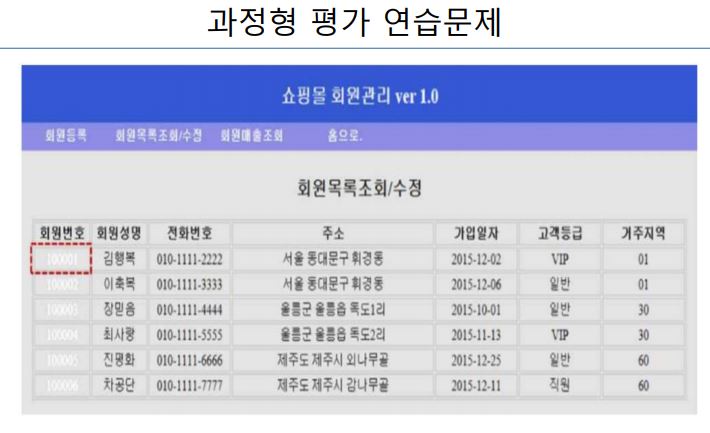 과정형 평가 연습문제
쇼핑몰 회원관리 ver 1.0
회원등록 회원목록조회/수정 회원매출조회 홈으로.
회원목록조회/수정
회원번호 회원성명 전화번호 주소 가입일자 고객등급 거주지역
100001 김행복 010-1111-2222 서울 동대문구 휘경동 2015-12-02 VIP 01
100002 이축복 010-1111-3333 서울 동대문구 휘경동 2015-12-06 일반 01
100003 장믿음 010-1111-4444 울릉군 울릉읍 독도1리 2015-10-01 일반 30
100004 최사랑 010-1111-5555 울릉군 울릉읍 독도2리 2015-11-13 VIP 30
100005 진평화 010-1111-6666 제주도 제주시 외나무골 2015-12-25 일반 60
100006 차공단 010-1111-7777 제주도 제주시 감나무골 2015-12-11 직원 60